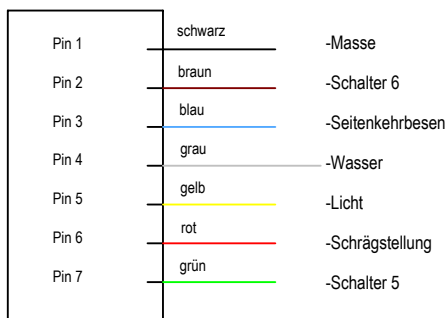 Pin 1 schwarz -Masse
Pin 2 braun -Schalter 6
Pin 3 blau -Seitenkehrbesen
Pin 4 grau -Wasser
Pin 5 gelb -Licht
Pin 6 rot -Schrägstellung
Pin 7 grün -Schalter 5